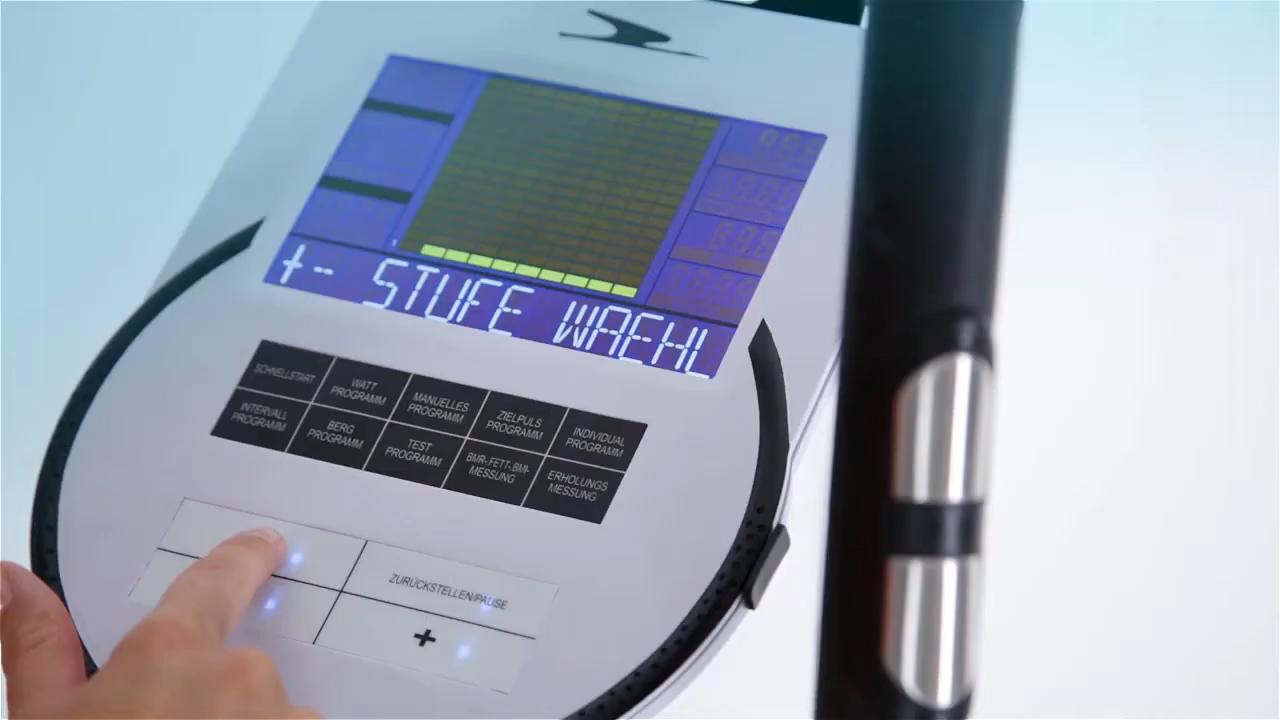 +- STUFE WAEHL
SCHNELLSTART
WATT
PROGRAMM
MANUELLES
PROGRAMM
ZIELPULS
PROGRAMM
INDIVIDUAL
PROGRAMM
INTERVALL
PROGRAMM
BERG
PROGRAMM
TEST
PROGRAMM
BMR-FETT-BMI-
MESSUNG
ERHOLUNGS
MESSUNG
ZURÜCKSTELLEN/PAUSE
+